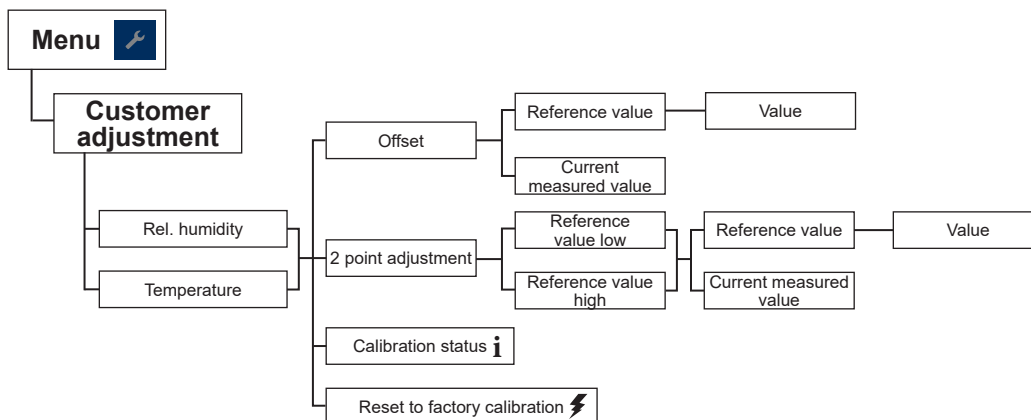 Menu
Customer
adjustment
Rel. humidity
Temperature
Offset
Reference value
Value
Current
measured value
2 point adjustment
Reference
value low
Reference value
high
Reference value
Value
Current measured
value
Calibration status i
Reset to factory calibration